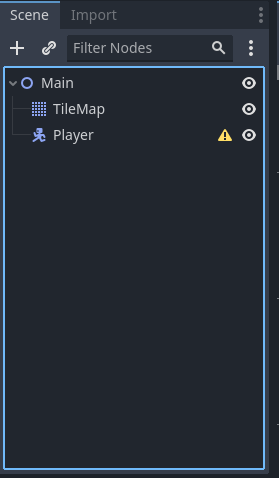 Scene Import
Filter Nodes
Main
TileMap
Player